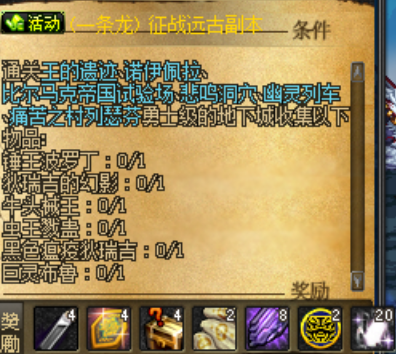 活动 (一条龙) 征战远古副本
条件
通关王的遗迹、诺伊佩拉、
比尔马克帝国试验场、悲鸣洞穴、幽灵列车
、痛苦之村列瑟芬勇士级的地下城收集以下
物品:
锤王波罗丁:0/1
狄瑞吉的幻影:0/1
牛头械王:0/1
虫王戮蛊:0/1
黑色瘟疫狄瑞吉:0/1
巨灵布鲁:0/1
奖励
奖励
4 4 4 2 8 2 20